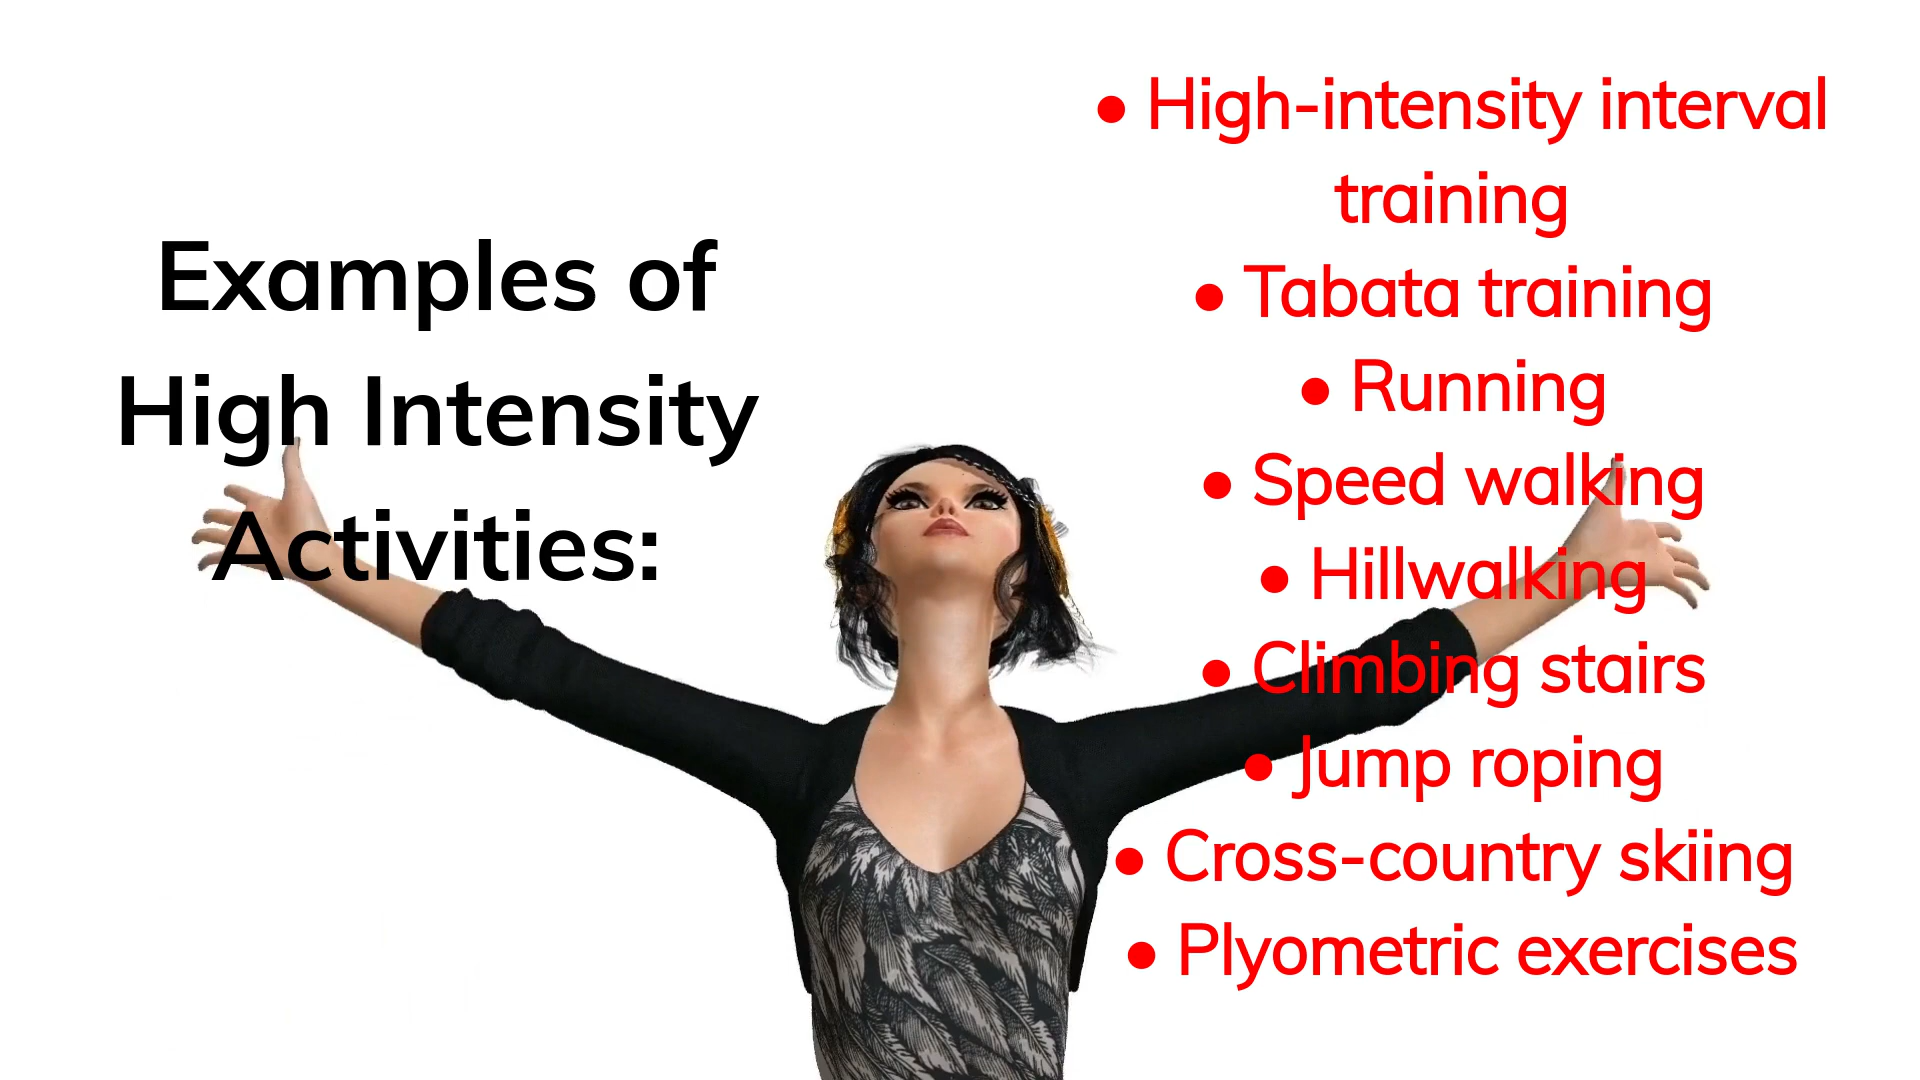 Examples of
High Intensity
Activities:
• High-intensity interval
training
• Tabata training
• Running
• Speed walking
• Hillwalking
• Climbing stairs
• Jump roping
• Cross-country skiing
• Plyometric exercises